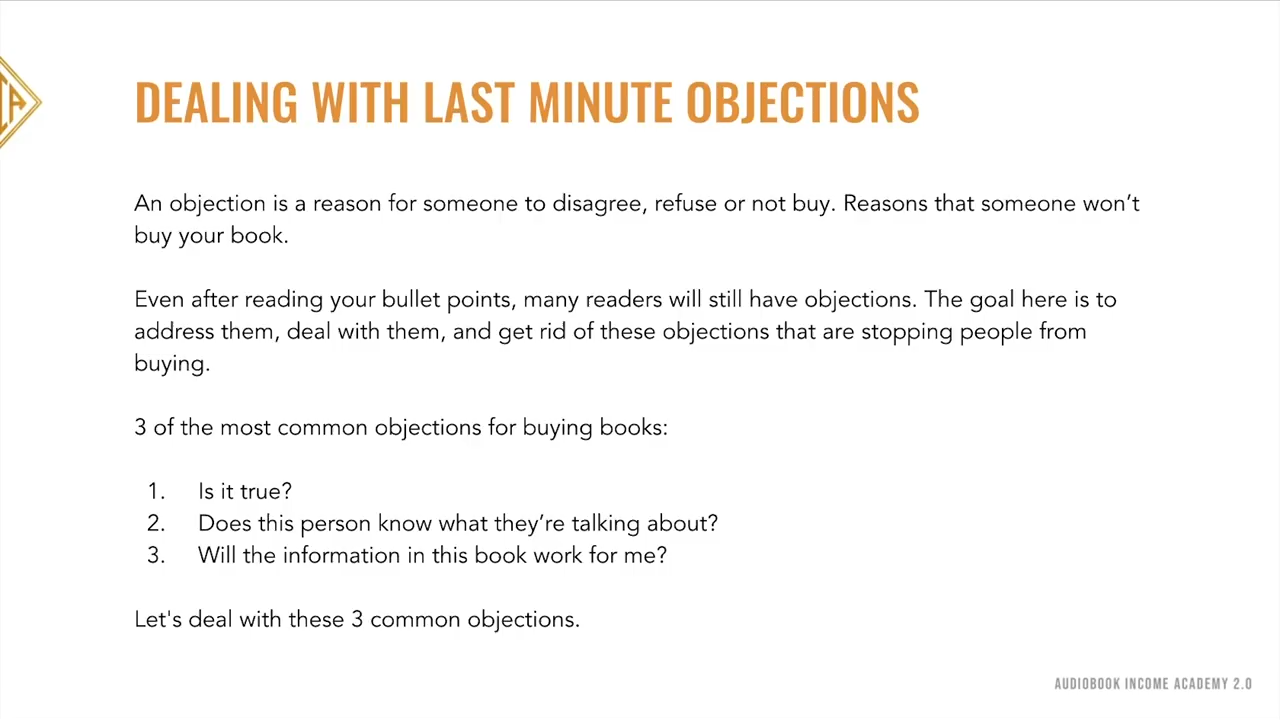 DEALING WITH LAST MINUTE OBJECTIONS
An objection is a reason for someone to disagree, refuse or not buy. Reasons that someone won’t
buy your book.
Even after reading your bullet points, many readers will still have objections. The goal here is to
address them, deal with them, and get rid of these objections that are stopping people from
buying.
3 of the most common objections for buying books:
1. Is it true?
2. Does this person know what they’re talking about?
3. Will the information in this book work for me?
Let's deal with these 3 common objections.
AUDIOBOOK INCOME ACADEMY 2.0